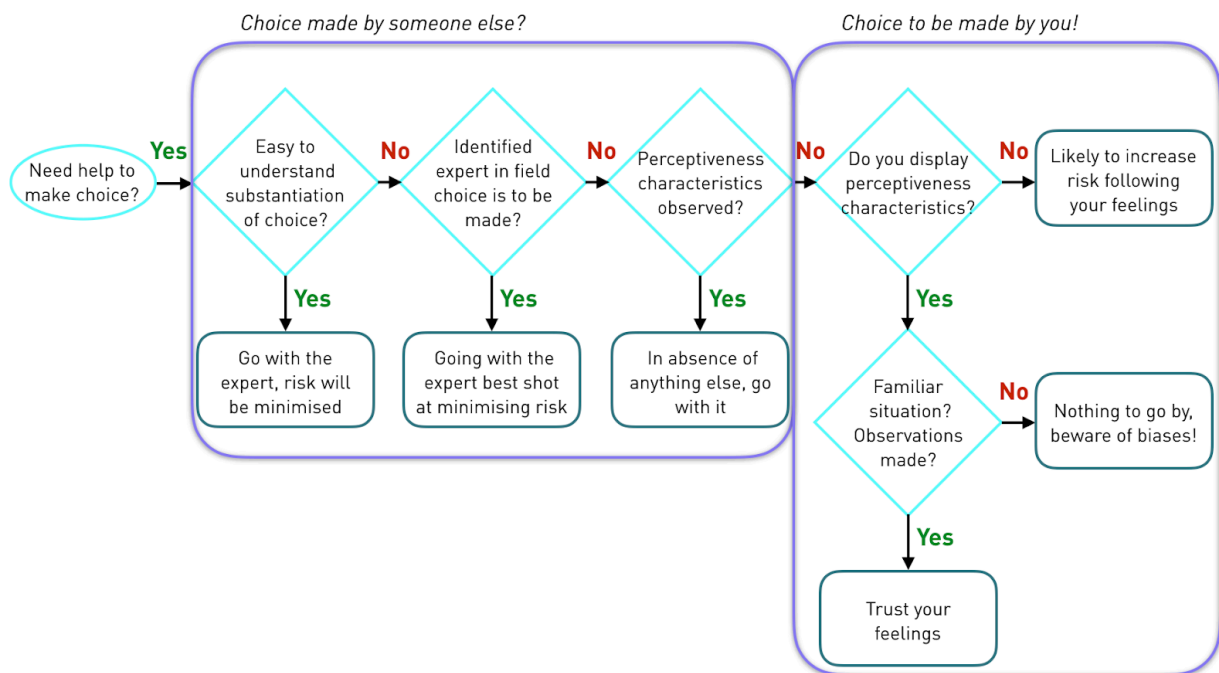 Choice made by someone else?
Choice to be made by you!
Need help to
make choice?
Yes
Easy to
understand
substantiation
of choice?
No
Identified
expert in field
choice is to be
made?
No
Perceptiveness
characteristics
observed?
No
Do you display
perceptiveness
characteristics?
No
Likely to increase
risk following
your feelings
Yes
Yes
Yes
Yes
Go with the
expert, risk will
be minimised
Going with the
expert best shot
at minimising risk
In absence of
anything else, go
with it
Familiar
situation?
Observations
made?
No
Nothing to go by,
beware of biases!
Yes
Trust your
feelings